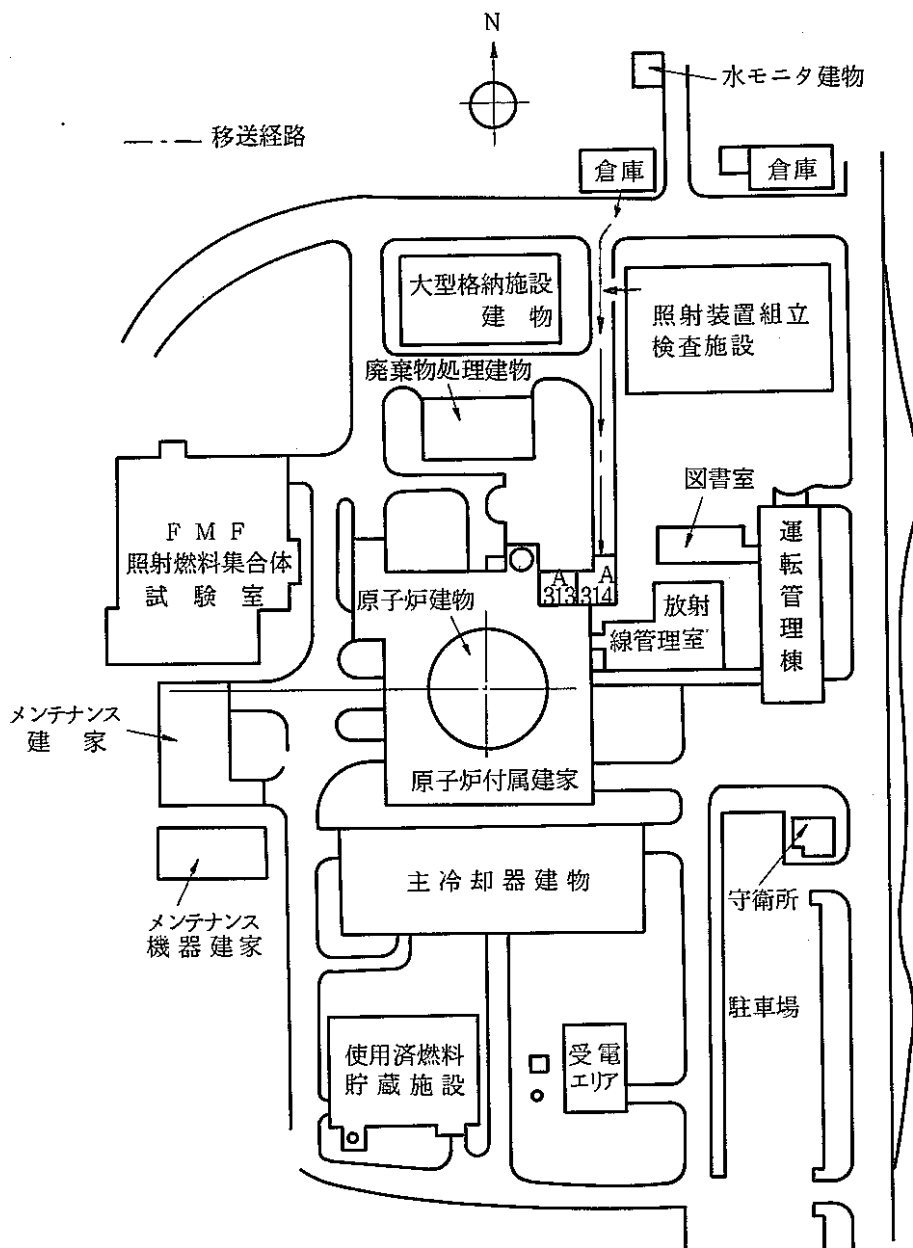 N
水モニタ建物
—-— 移送経路
倉庫
倉庫
大型格納施設
建物
照射装置組立
検査施設
廃棄物処理建物
図書室
FMF
照射燃料集合体
試験室
運転管理棟
A
313
A
314
原子炉建物
放射
線管理室
メンテナンス
建家
原子炉付属建家
主冷却器建物
守衛所
メンテナンス
機器建家
駐車場
使用済燃料
貯蔵施設
受電
エリア